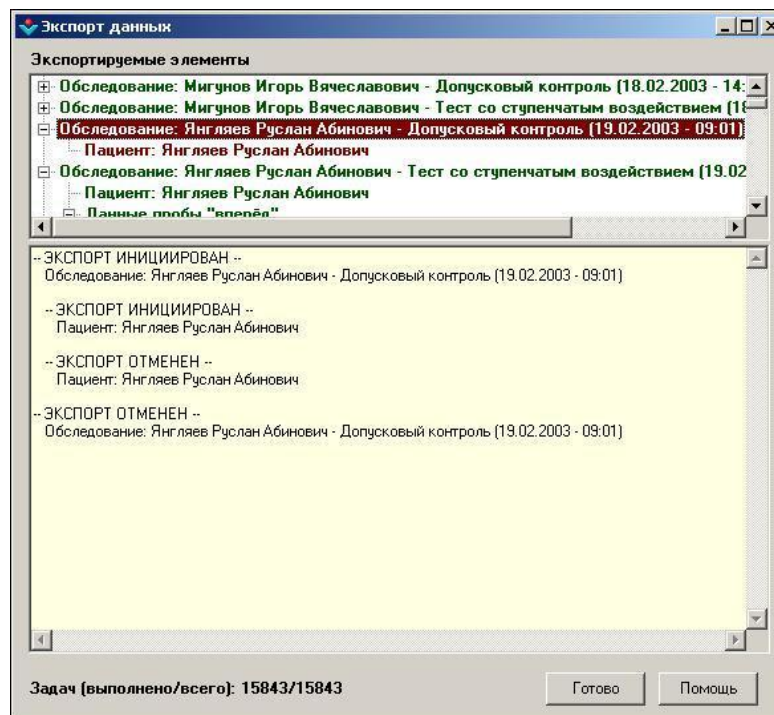 Экспорт данных
Экспортируемые элементы
Обследование: Мигунов Игорь Вячеславович - Допусковый контроль (18.02.2003 - 14:
Обследование: Мигунов Игорь Вячеславович - Тест со ступенчатым воздействием (18
Обследование: Янгляев Руслан Абинович - Допусковый контроль (19.02.2003 - 09:01)
Пациент: Янгляев Руслан Абинович
Обследование: Янгляев Руслан Абинович - Тест со ступенчатым воздействием (19.02
Пациент: Янгляев Руслан Абинович
Данные пробы "вперёд"
-- ЭКСПОРТ ИНИЦИИРОВАН --
Обследование: Янгляев Руслан Абинович - Допусковый контроль (19.02.2003 - 09:01)
-- ЭКСПОРТ ИНИЦИИРОВАН --
Пациент: Янгляев Руслан Абинович
-- ЭКСПОРТ ОТМЕНЕН --
Пациент: Янгляев Руслан Абинович
-- ЭКСПОРТ ОТМЕНЕН --
Обследование: Янгляев Руслан Абинович - Допусковый контроль (19.02.2003 - 09:01)
Задач (выполнено/всего): 15843/15843
Готово
Помощь